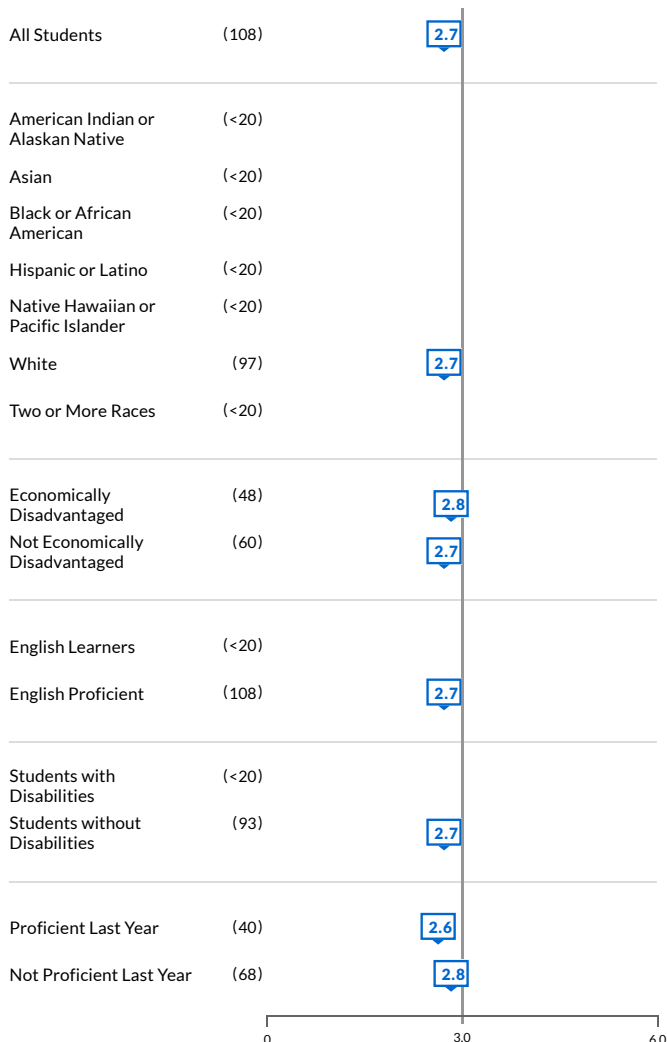 All Students (108) 2.7
American Indian or (<20)
Alaskan Native
Asian (<20)
Black or African (<20)
American
Hispanic or Latino (<20)
Native Hawaiian or (<20)
Pacific Islander
White (97) 2.7
Two or More Races (<20)
Economically (48) 2.8
Disadvantaged
Not Economically (60) 2.7
Disadvantaged
English Learners (<20)
English Proficient (108) 2.7
Students with (<20)
Disabilities
Students without (93) 2.7
Disabilities
Proficient Last Year (40) 2.6
Not Proficient Last Year (68) 2.8
0 3.0 6.0